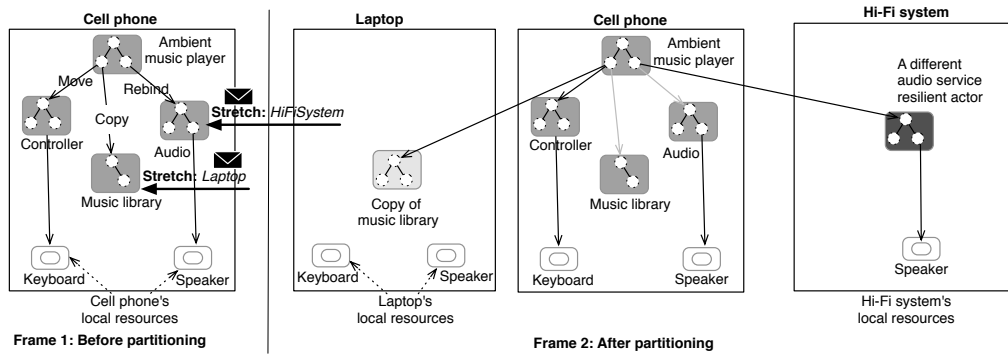 Cell phone
Ambient
music player
Move
Rebind
Copy
Stretch: HiFiSystem
Controller
Audio
Stretch: Laptop
Music library
Keyboard
Speaker
Cell phone's
local resources
Frame 1: Before partitioning
Laptop
Copy of
music library
Keyboard
Speaker
Laptop's
local resources
Cell phone
Ambient
music player
Controller
Audio
Music library
Keyboard
Speaker
Frame 2: After partitioning
Hi-Fi system
A different
audio service
resilient actor
Speaker
Hi-Fi system's
local resources